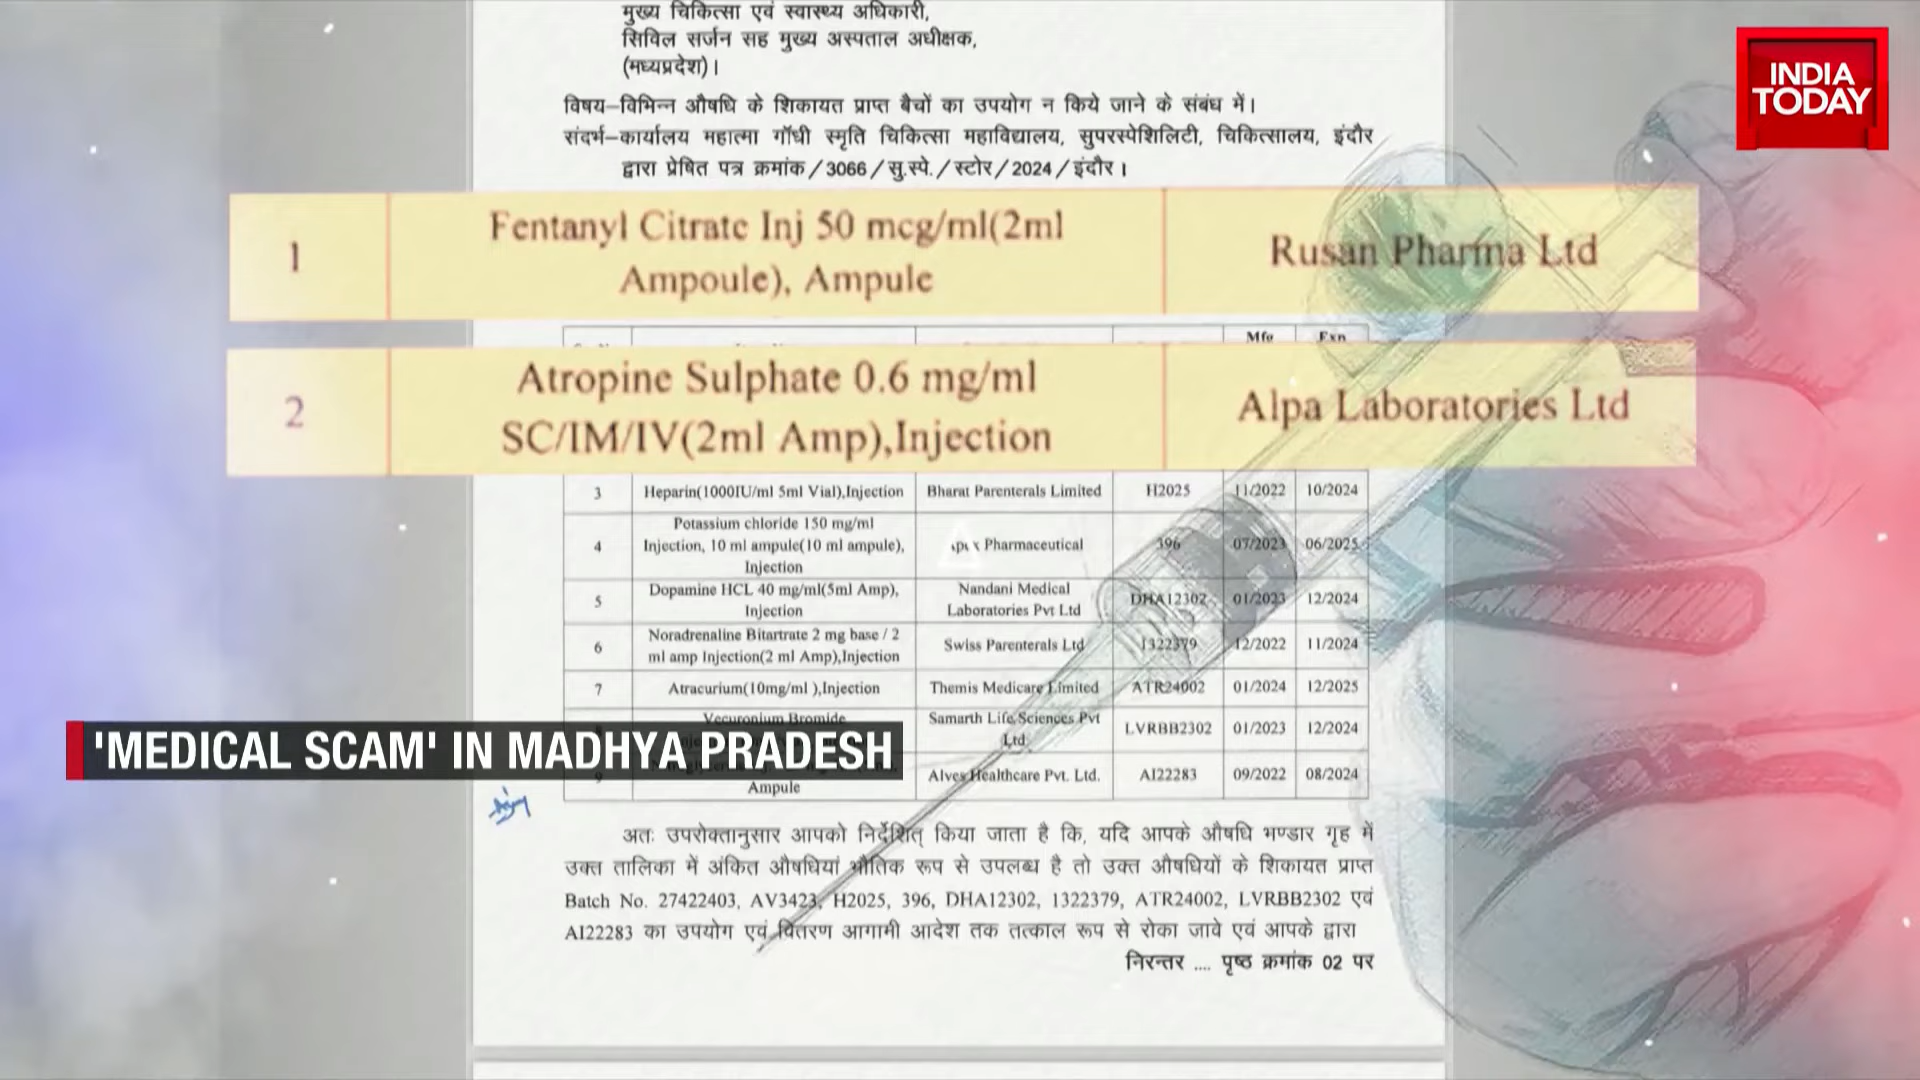 मुख्य चिकित्सा एवं स्वास्थ्य अधिकारी,
सिविल सर्जन सह मुख्य अस्पताल अधीक्षक,
(मध्यप्रदेश)।
INDIA
TODAY
विषय–विभिन्न औषधि के शिकायत प्राप्त बैचों का उपयोग न किये जाने के संबंध में।
संदर्भ–कार्यालय महात्मा गॉधी स्मृति चिकित्सा महाविद्यालय, सुपरस्पेशिलिटी, चिकित्सालय, इंदौर
द्वारा प्रेषित पत्र क्रमांक/3066/सु.स्पे./स्टोर/2024/इंदौर।
1 Fentanyl Citrate Inj 50 mcg/ml(2ml Rusan Pharma Ltd
Ampoule), Ampule
Mfg Exp
2 Atropine Sulphate 0.6 mg/ml Alpa Laboratories Ltd
SC/IM/IV(2ml Amp),Injection
3 Heparin(1000IU/ml 5ml Vial),Injection Bharat Parenterals Limited H2025 11/2022 10/2024
Potassium chloride 150 mg/ml
4 Injection, 10 ml ampule(10 ml ampule), Pharmaceutical 396 07/2023 06/2025
Injection
5 Dopamine HCL 40 mg/ml(5ml Amp), Nandani Medical DHA12302 01/2023 12/2024
Injection Laboratories Pvt Ltd
6 Noradrenaline Bitartrate 2 mg base / 2 Swiss Parenterals Ltd 1322379 12/2022 11/2024
ml amp Injection(2 ml Amp),Injection
7 Atracurium(10mg/ml ),Injection Themis Medicare Limited ATR24002 01/2024 12/2025
Vecuronium Bromide Samarth Life Sciences Pvt LVRBB2302 01/2023 12/2024
Ltd.
'MEDICAL SCAM' IN MADHYA PRADESH
9 Alves Healthcare Pvt. Ltd. AI22283 09/2022 08/2024
Ampule
अतः उपरोक्तानुसार आपको निर्देशित् किया जाता है कि, यदि आपके औषधि भण्डार गृह में
उक्त तालिका में अंकित औषधियां भौतिक रूप से उपलब्ध है तो उक्त औषधियों के शिकायत प्राप्त
Batch No. 27422403, AV3423, H2025, 396, DHA12302, 1322379, ATR24002, LVRBB2302 एवं
AI22283 का उपयोग एवं वितरण आगामी आदेश तक तत्काल रूप से रोका जावे एवं आपके द्वारा
निरन्तर .... पृष्ठ क्रमांक 02 पर